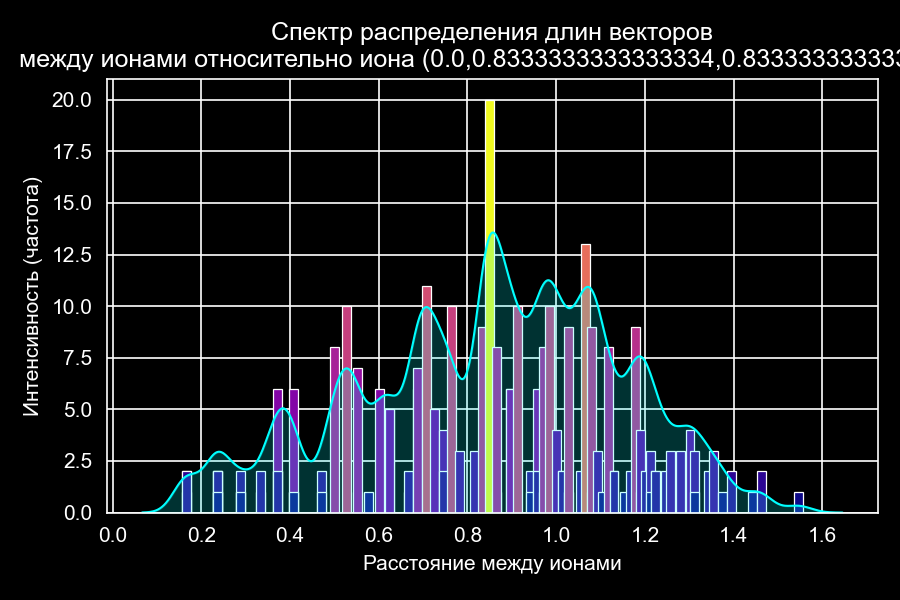 Спектр распределения длин векторов
между ионами относительно иона (0.0,0.8333333333333334,0.833333333333
Интенсивность (частота)
20.0
17.5
15.0
12.5
10.0
7.5
5.0
2.5
0.0
0.0 0.2 0.4 0.6 0.8 1.0 1.2 1.4 1.6
Расстояние между ионами